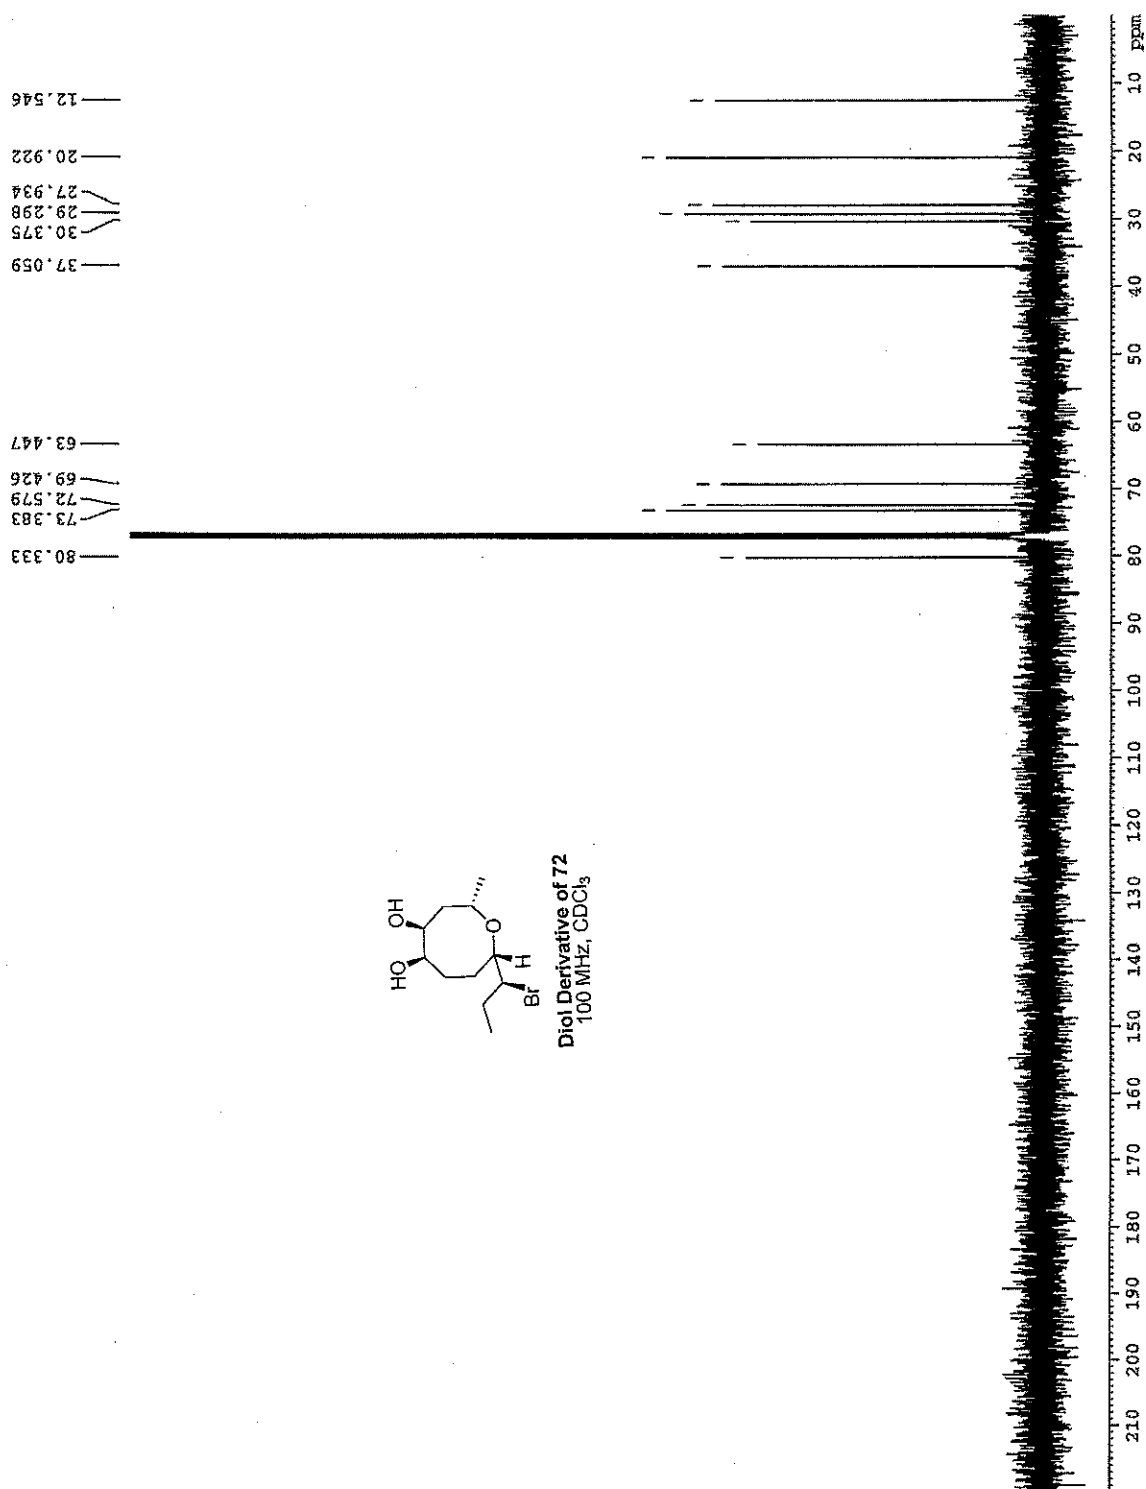 12.546
20.922
27.934
29.298
30.375
37.059
63.447
69.426
72.579
73.383
80.333
HO
OH
O
H
Br
Diol Derivative of 72
100 MHz, CDCl₃
210 200 190 180 170 160 150 140 130 120 110 100 90 80 70 60 50 40 30 20 10 ppm